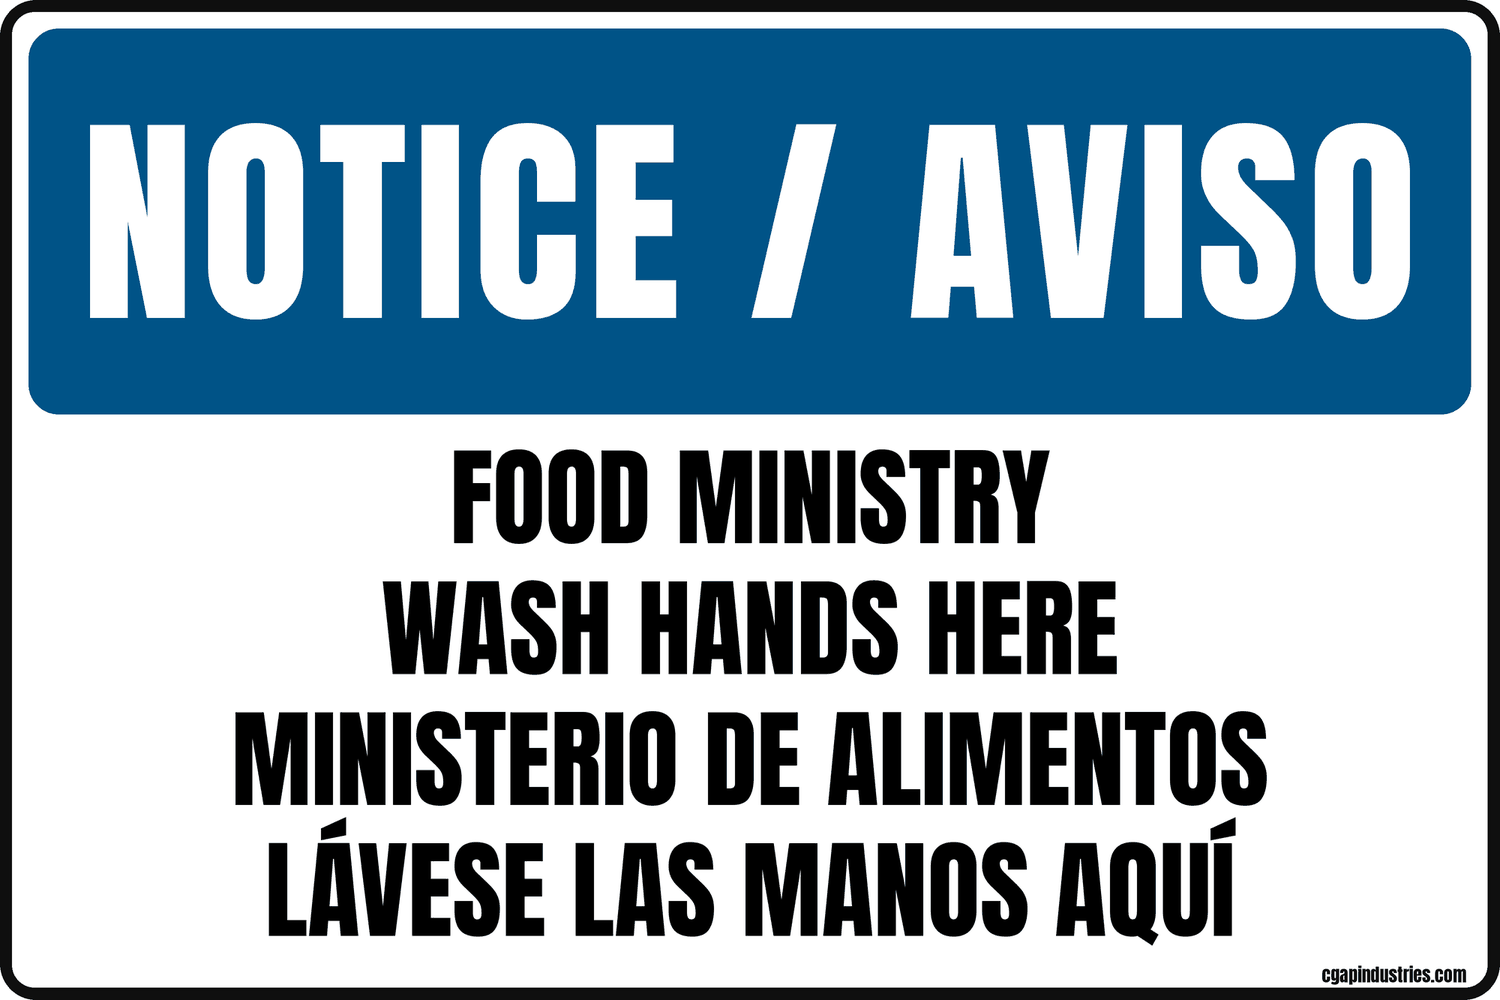 NOTICE / AVISO
FOOD MINISTRY
WASH HANDS HERE
MINISTERIO DE ALIMENTOS
LÁVESE LAS MANOS AQUÍ
cgapindustries.com